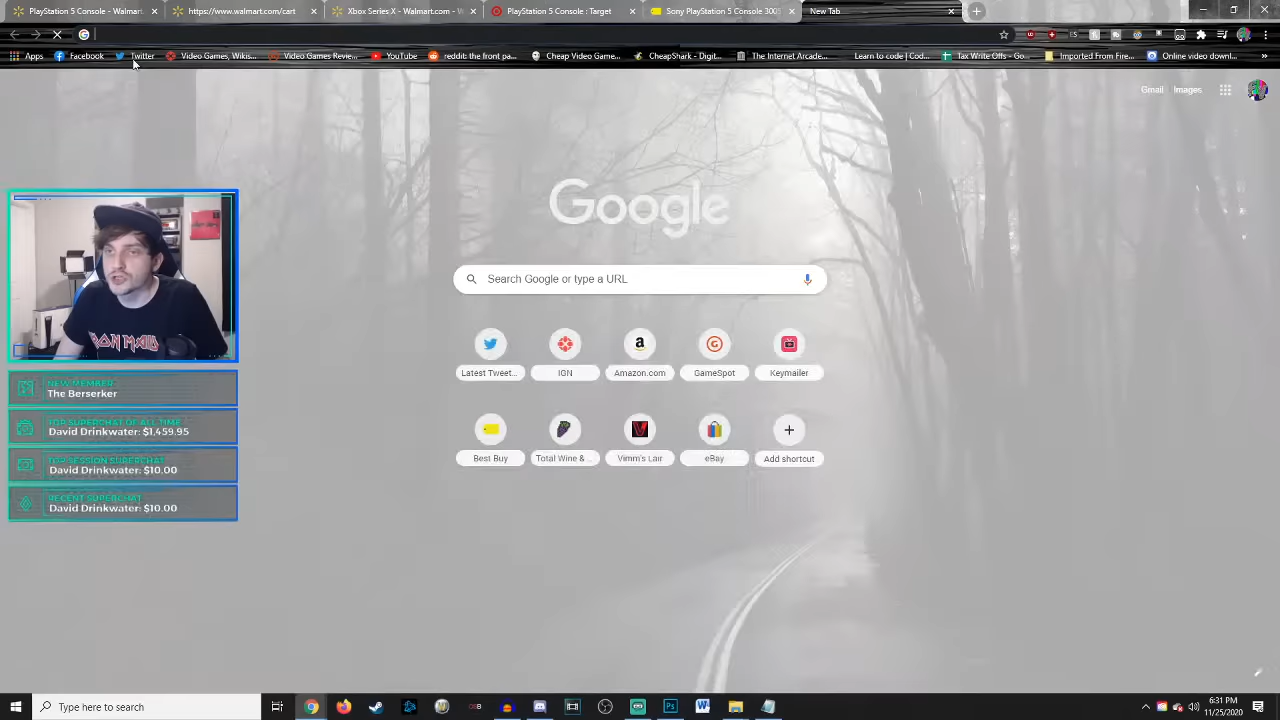 PlayStation 5 Console - Walmart.
https://www.walmart.com/cart
Xbox Series X - Walmart.com - W
PlayStation 5 Console : Target
Sony PlayStation 5 Console 3005
New Tab
Apps
Facebook
Twitter
Video Games, Wikis...
Video Games Revie...
YouTube
reddit: the front pa...
Cheap Video Game...
CheapShark - Digit...
The Internet Arcade...
Learn to code | Cod...
Tax Write Offs - Go...
Imported From Fire...
Online video downl...
Gmail
Images
Google
Search Google or type a URL
Latest Tweet...
IGN
Amazon.com
GameSpot
Keymailer
Best Buy
Total Wine & ...
Vimm's Lair
eBay
Add shortcut
NEW MEMBER
The Berserker
TOP SUPERCHAT OF ALL TIME
David Drinkwater: $1,459.95
TOP SESSION SUPERCHAT
David Drinkwater: $10.00
RECENT SUPERCHAT
David Drinkwater: $10.00
Type here to search
6:31 PM
11/25/2020